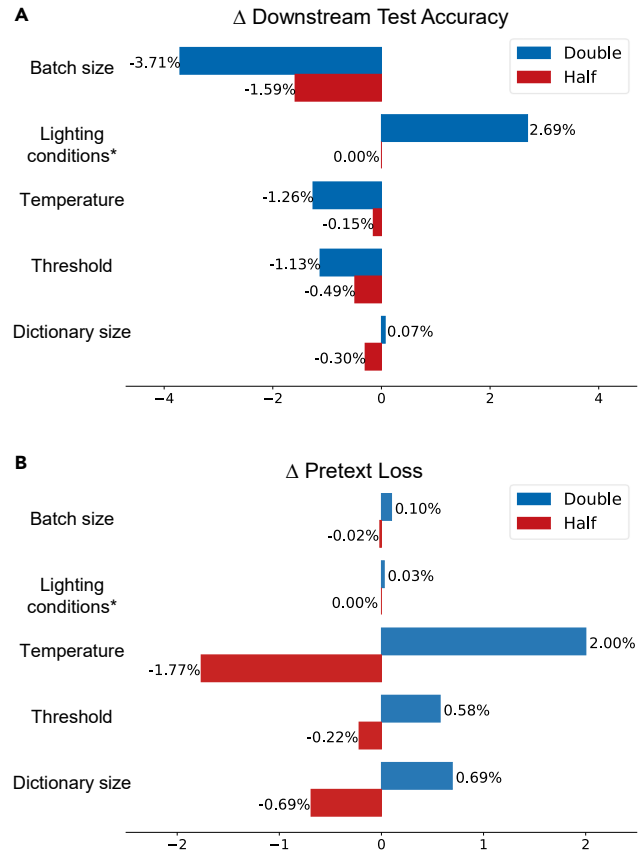 A
Δ Downstream Test Accuracy
Double
Half
Batch size
-3.71%
-1.59%
Lighting
conditions*
2.69%
0.00%
Temperature
-1.26%
-0.15%
Threshold
-1.13%
-0.49%
Dictionary size
0.07%
-0.30%
−4 −2 0 2 4
B
Δ Pretext Loss
Double
Half
Batch size
0.10%
-0.02%
Lighting
conditions*
0.03%
0.00%
Temperature
2.00%
-1.77%
Threshold
0.58%
-0.22%
Dictionary size
0.69%
-0.69%
−2 −1 0 1 2